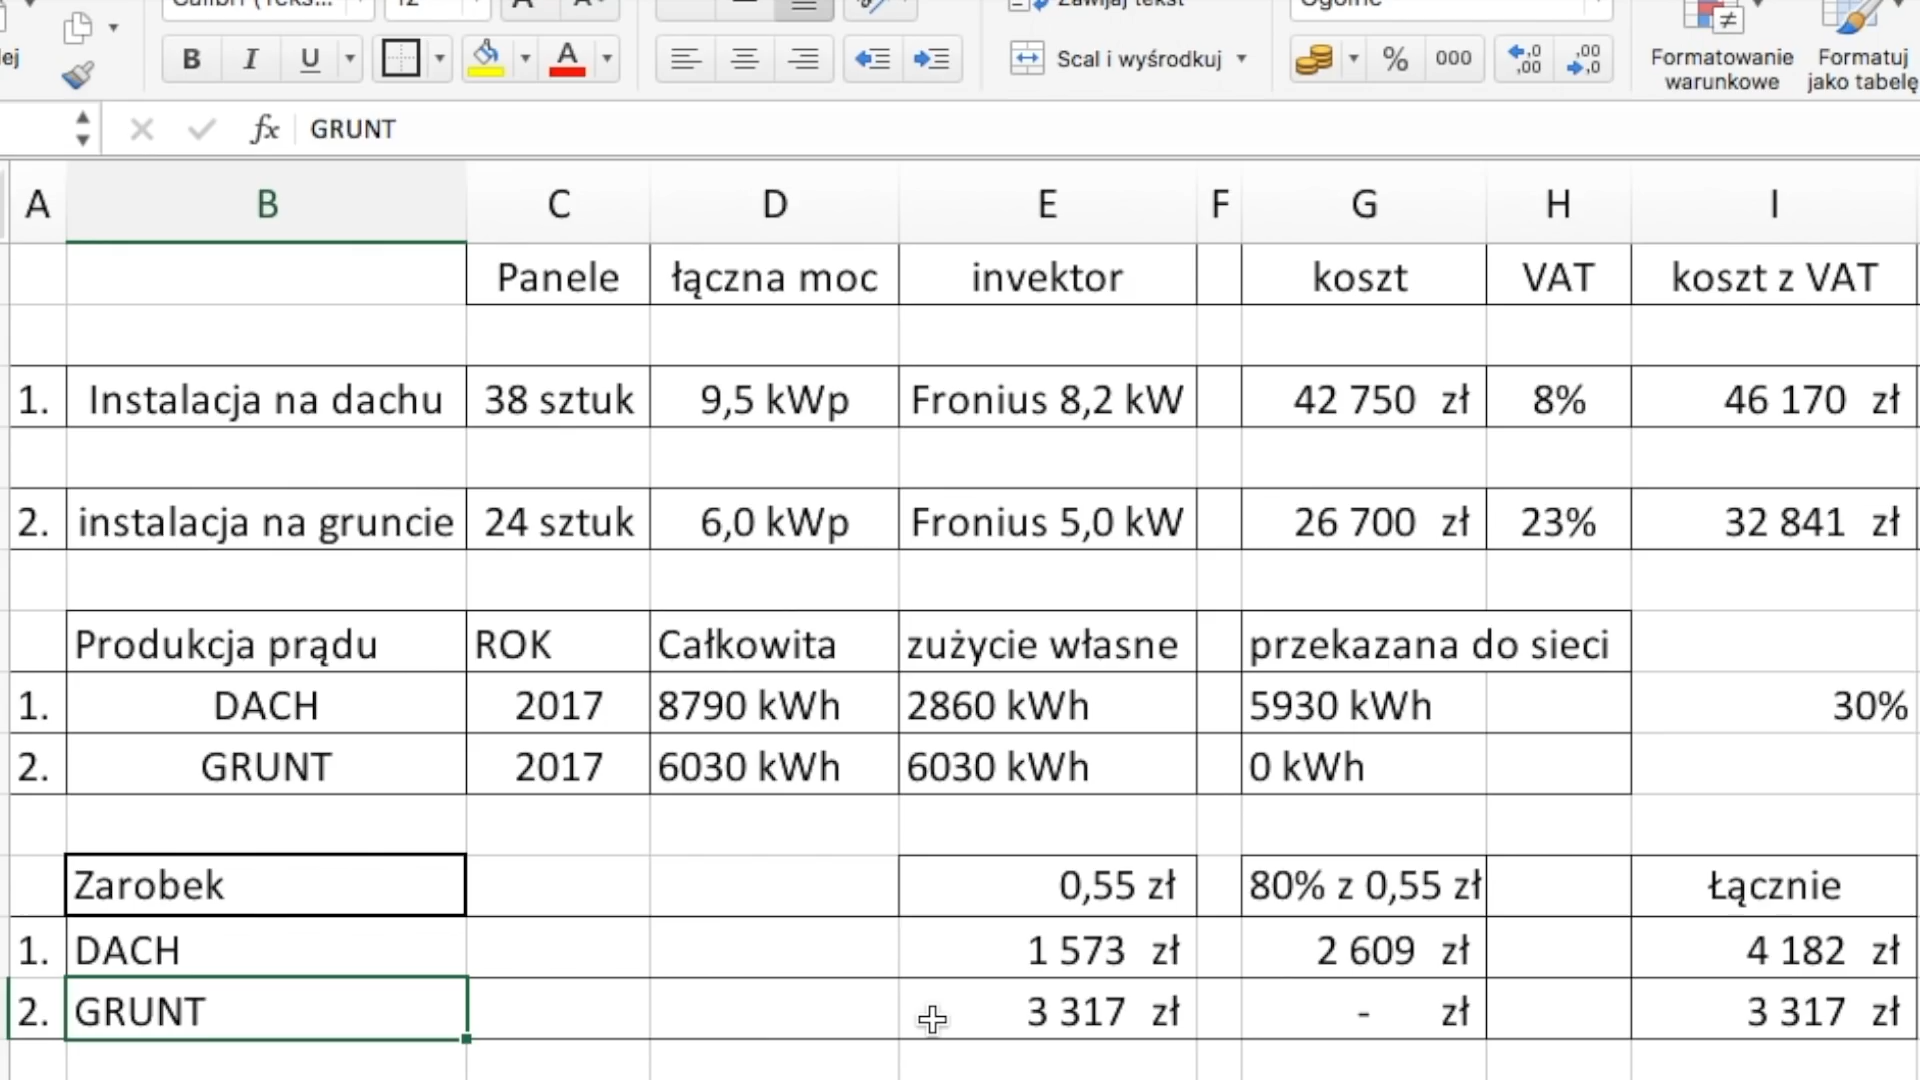 ej
B I U A
Scal i wyśrodkuj
% 000
Formatowanie
warunkowe
Formatuj
jako tabelę
fx GRUNT
A B C D E F G H I
Panele łączna moc invektor koszt VAT koszt z VAT
1. Instalacja na dachu 38 sztuk 9,5 kWp Fronius 8,2 kW 42 750 zł 8% 46 170 zł
2. instalacja na gruncie 24 sztuk 6,0 kWp Fronius 5,0 kW 26 700 zł 23% 32 841 zł
Produkcja prądu ROK Całkowita zużycie własne przekazana do sieci
1. DACH 2017 8790 kWh 2860 kWh 5930 kWh 30%
2. GRUNT 2017 6030 kWh 6030 kWh 0 kWh
Zarobek 0,55 zł 80% z 0,55 zł Łącznie
1. DACH 1 573 zł 2 609 zł 4 182 zł
2. GRUNT 3 317 zł - zł 3 317 zł